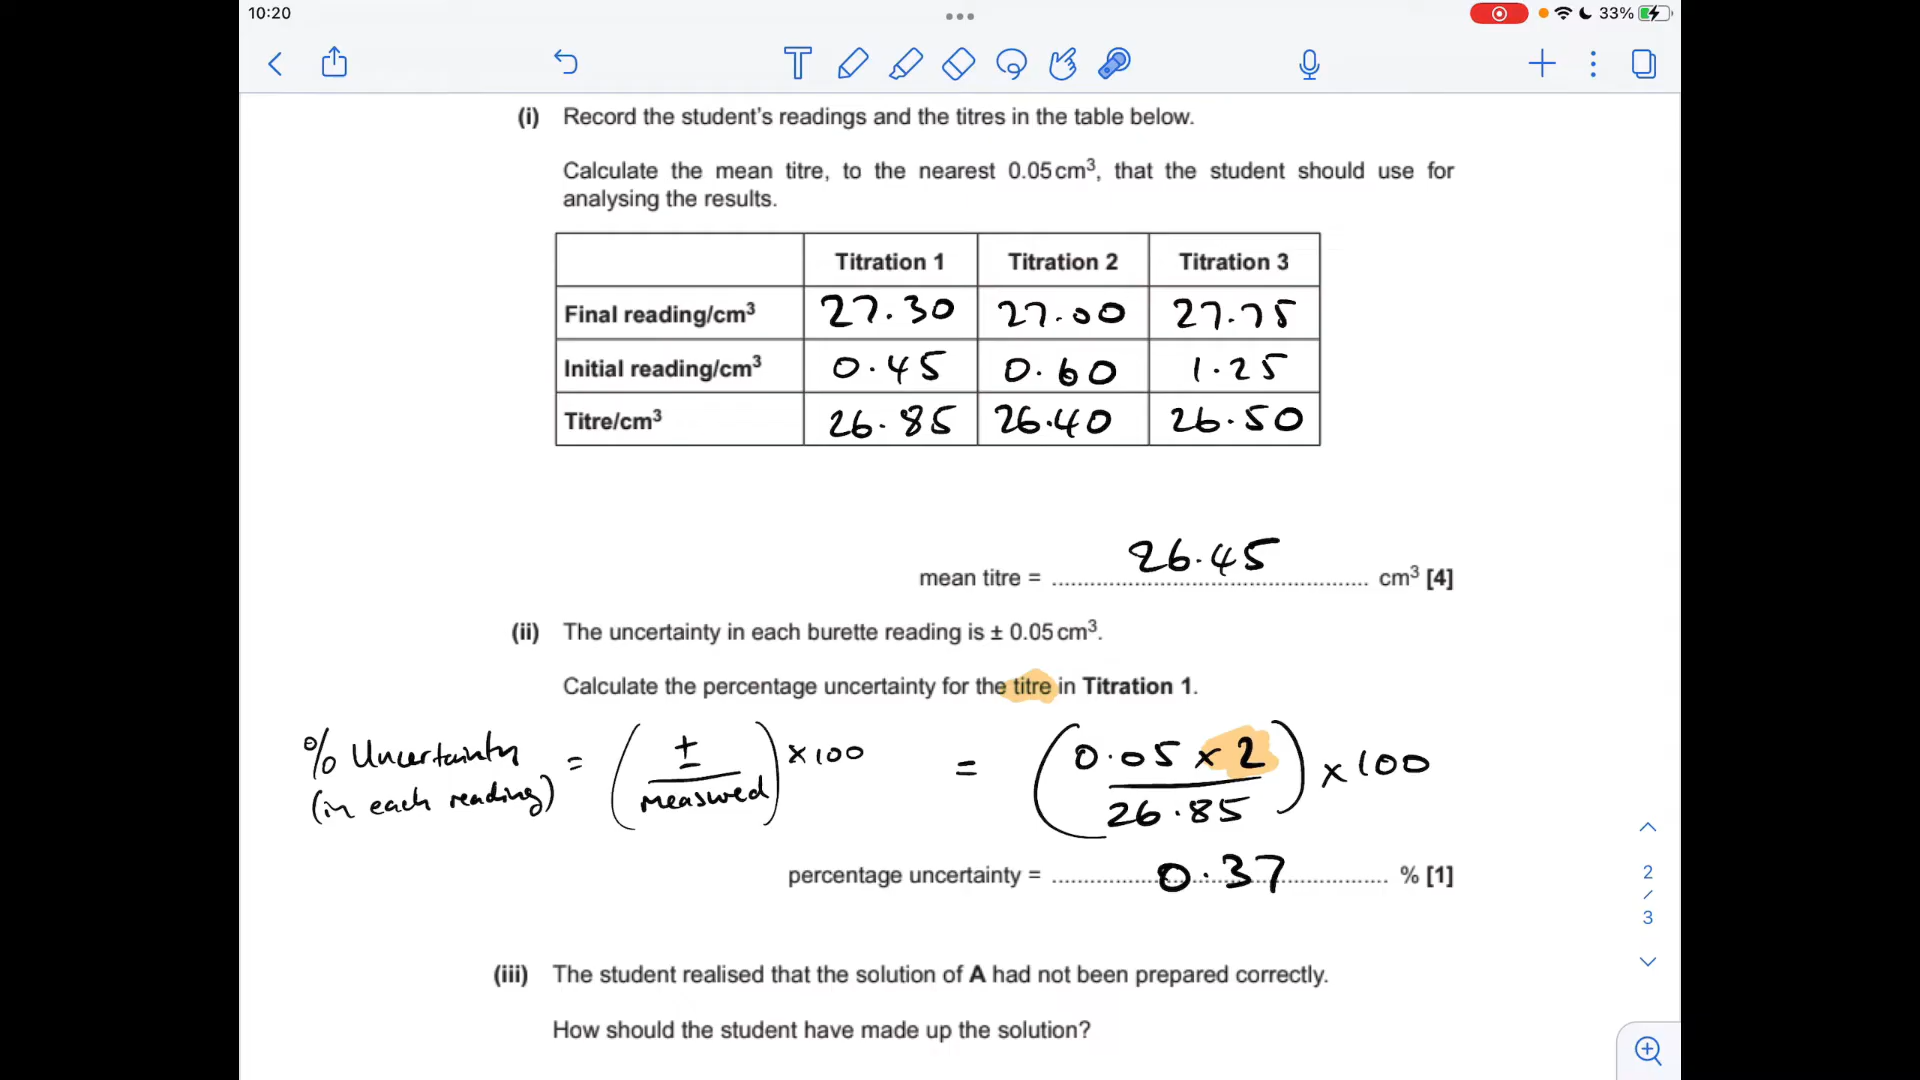 10:20
33%
(i) Record the student's readings and the titres in the table below.
Calculate the mean titre, to the nearest 0.05 cm³, that the student should use for
analysing the results.
Titration 1 Titration 2 Titration 3
Final reading/cm³ 27.30 27.00 27.75
Initial reading/cm³ 0.45 0.60 1.25
Titre/cm³ 26.85 26.40 26.50
mean titre = 26.45 cm³ [4]
(ii) The uncertainty in each burette reading is ± 0.05 cm³.
Calculate the percentage uncertainty for the titre in Titration 1.
% Uncertainty (in each reading) = (± / measured) × 100 = (0.05 × 2 / 26.85) × 100
percentage uncertainty = 0.37 % [1]
2
/
3
(iii) The student realised that the solution of A had not been prepared correctly.
How should the student have made up the solution?